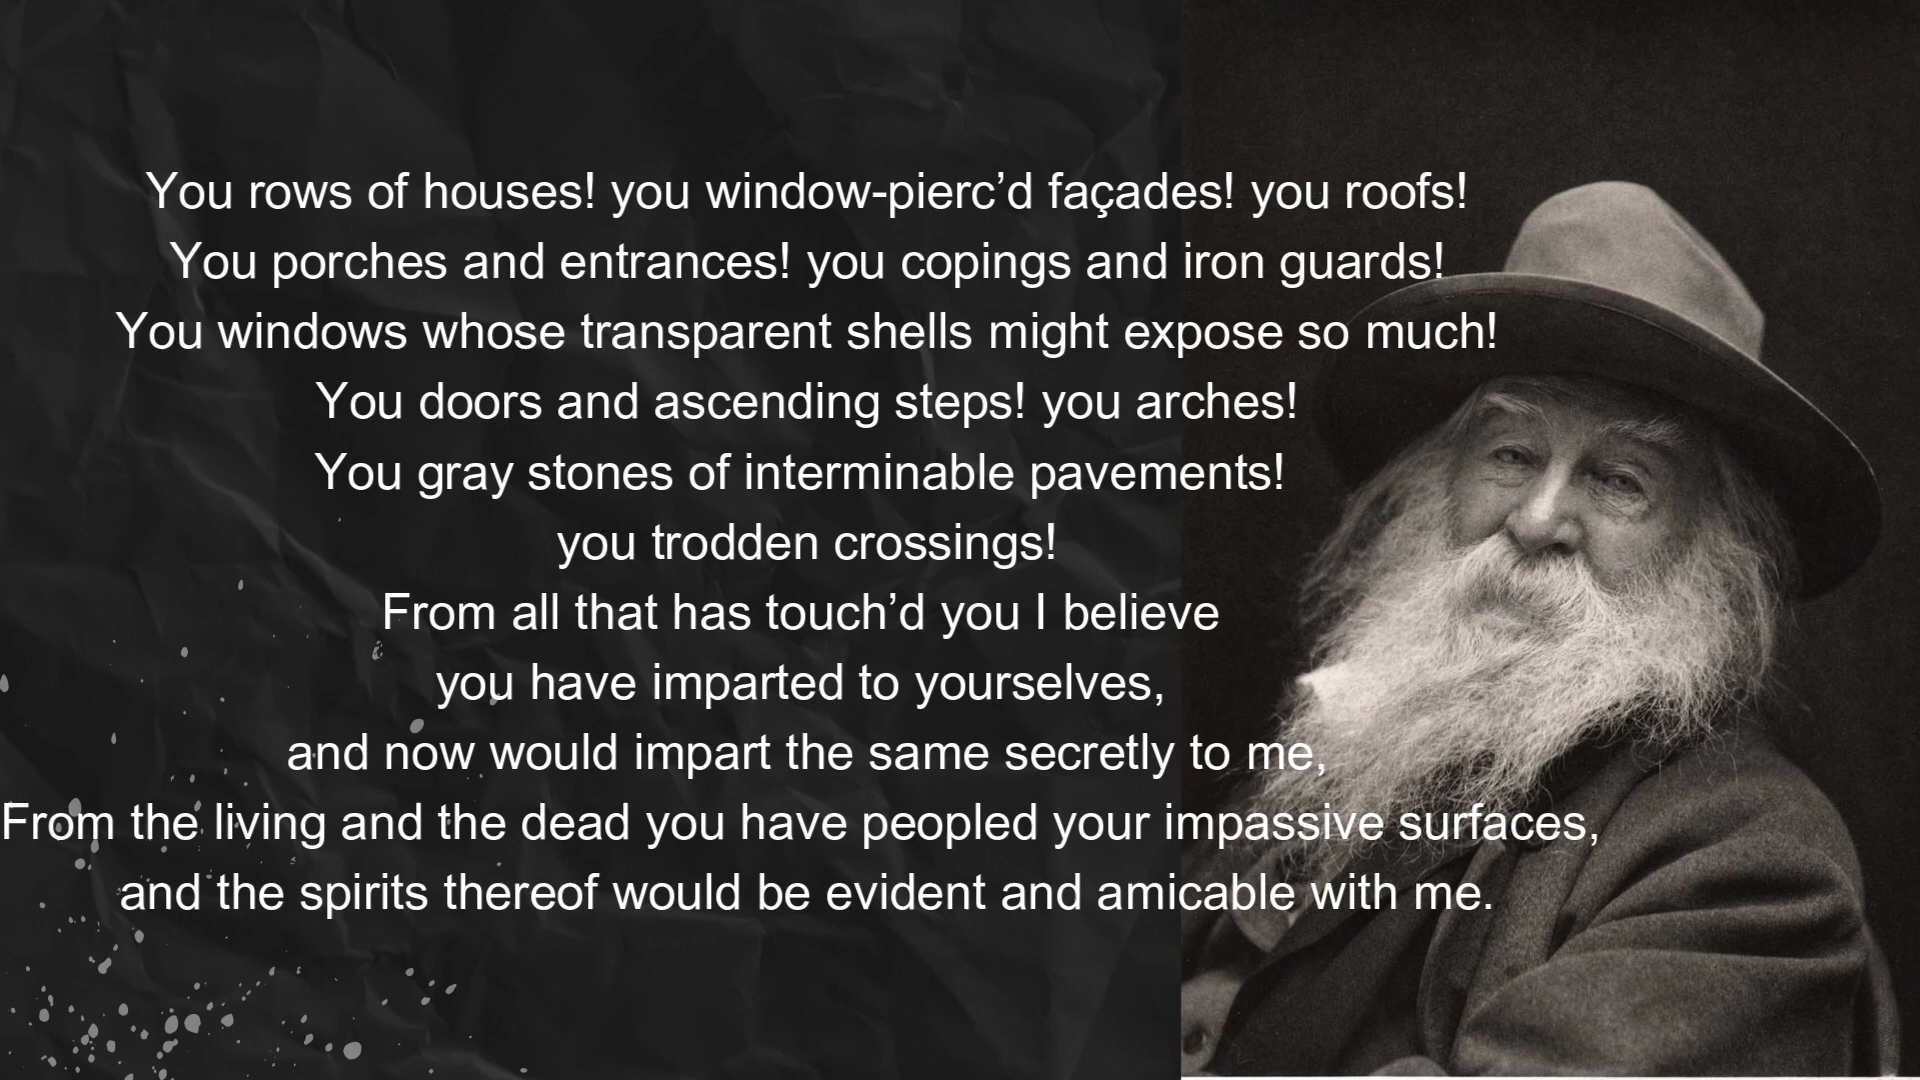 You rows of houses! you window-pierc’d façades! you roofs!
You porches and entrances! you copings and iron guards!
You windows whose transparent shells might expose so much!
You doors and ascending steps! you arches!
You gray stones of interminable pavements!
you trodden crossings!
From all that has touch’d you I believe
you have imparted to yourselves,
and now would impart the same secretly to me,
From the living and the dead you have peopled your impassive surfaces,
and the spirits thereof would be evident and amicable with me.